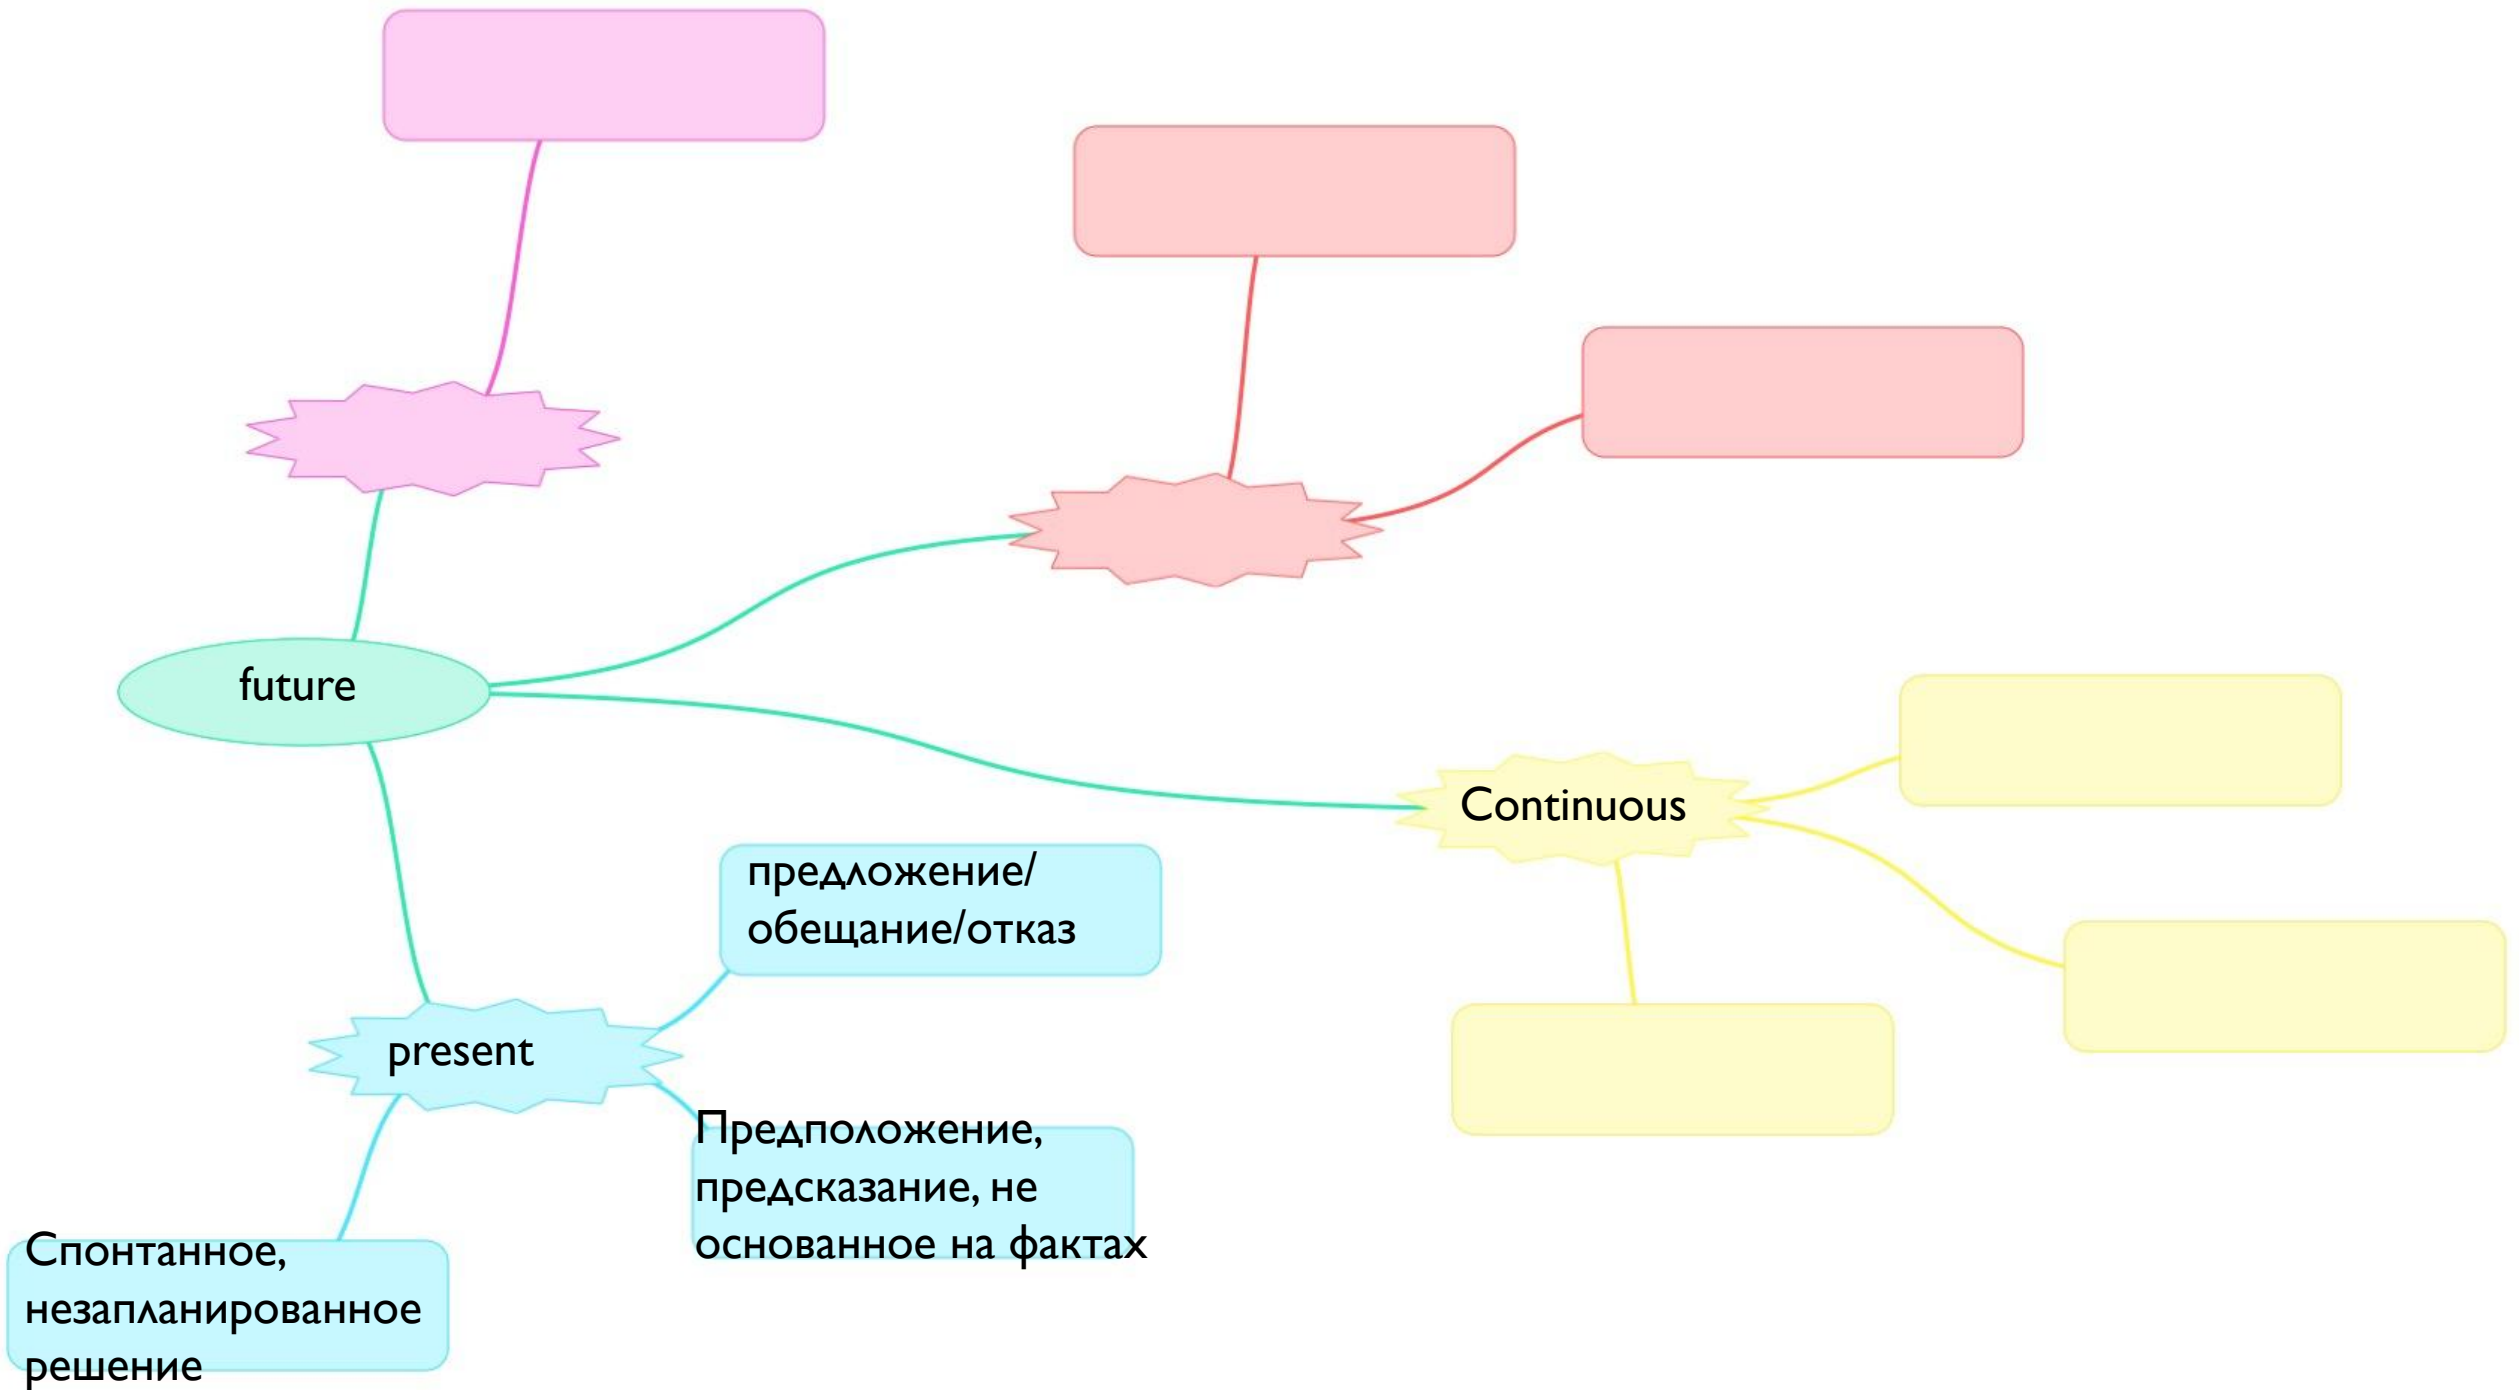 future
Continuous
предложение/
обещание/отказ
present
Предположение,
предсказание, не
основанное на фактах
Спонтанное,
незапланированное
решение